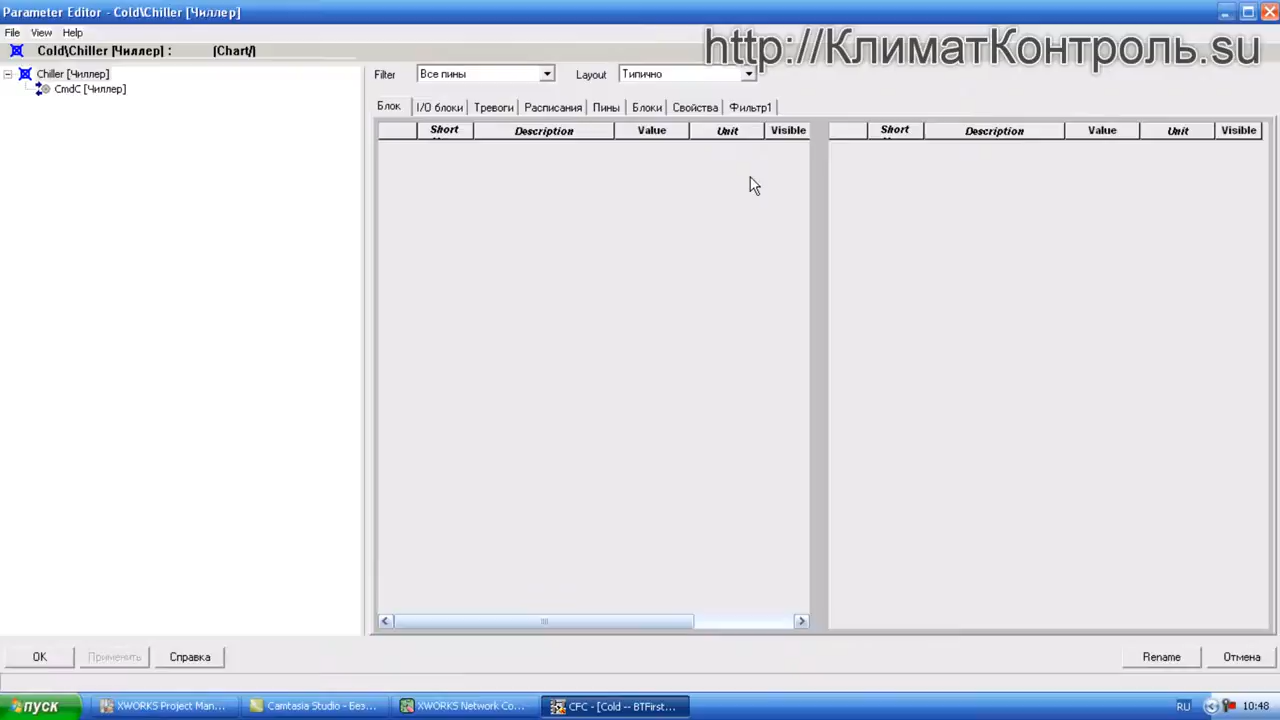 Parameter Editor - Cold\Chiller [Чиллер]
File View Help
Cold\Chiller [Чиллер] : (Chart/)
http://КлиматКонтроль.su
Chiller [Чиллер]
CmdC [Чиллер]
Filter Все пины Layout Типично
Блок I/O блоки Тревоги Расписания Пины Блоки Свойства Фильтр1
Short Description Value Unit Visible Short Description Value Unit Visible
OK Применить Справка Rename Отмена
пуск XWORKS Project Man... Camtasia Studio - Без... XWORKS Network Co... CFC - [Cold -- BTFirst... RU 10:48